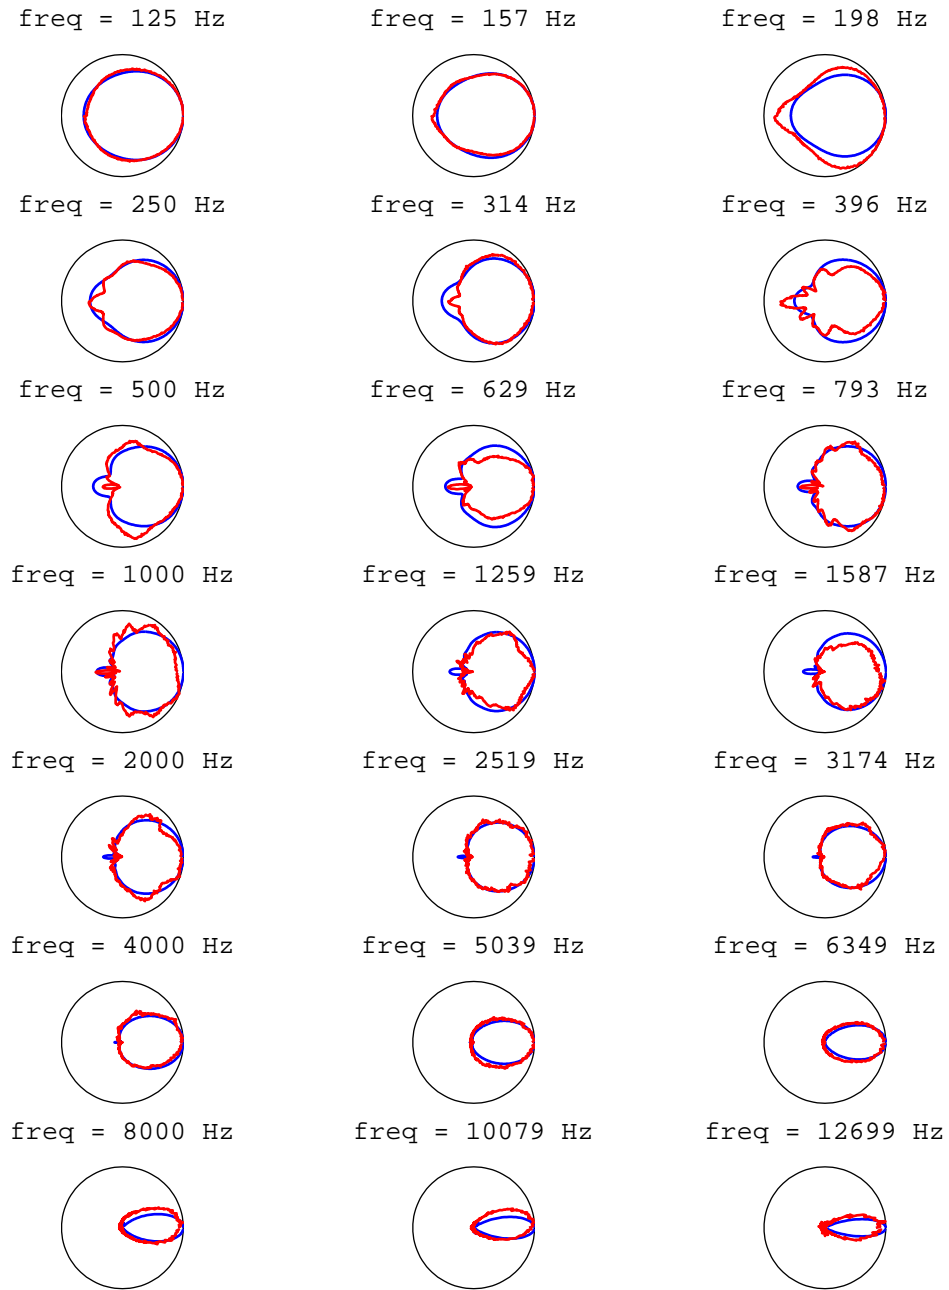 freq = 125 Hz
freq = 157 Hz
freq = 198 Hz
freq = 250 Hz
freq = 314 Hz
freq = 396 Hz
freq = 500 Hz
freq = 629 Hz
freq = 793 Hz
freq = 1000 Hz
freq = 1259 Hz
freq = 1587 Hz
freq = 2000 Hz
freq = 2519 Hz
freq = 3174 Hz
freq = 4000 Hz
freq = 5039 Hz
freq = 6349 Hz
freq = 8000 Hz
freq = 10079 Hz
freq = 12699 Hz